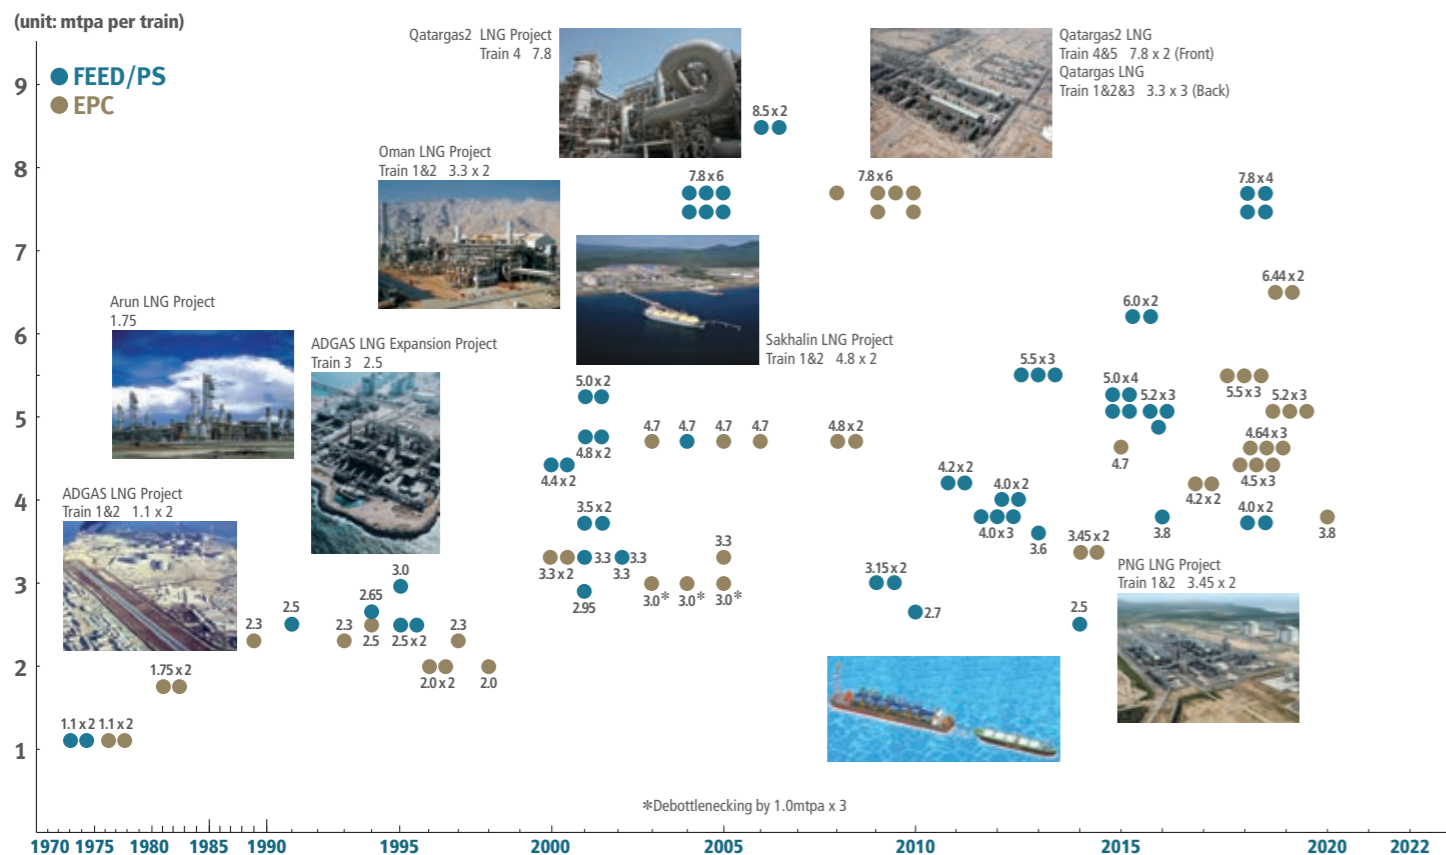 (unit: mtpa per train)
FEED/PS
EPC
9
8
7
6
5
4
3
2
1
Qatargas2 LNG Project
Train 4 7.8
Qatargas2 LNG
Train 4&5 7.8 x 2 (Front)
Qatargas LNG
Train 1&2&3 3.3 x 3 (Back)
Oman LNG Project
Train 1&2 3.3 x 2
Arun LNG Project
1.75
ADGAS LNG Expansion Project
Train 3 2.5
Sakhalin LNG Project
Train 1&2 4.8 x 2
ADGAS LNG Project
Train 1&2 1.1 x 2
PNG LNG Project
Train 1&2 3.45 x 2
8.5 x 2
7.8 x 6
7.8 x 6
7.8 x 4
6.44 x 2
6.0 x 2
5.5 x 3
5.5 x 3
5.0 x 2
5.0 x 4
5.2 x 3
5.2 x 3
4.8 x 2
4.7
4.7
4.7
4.7
4.8 x 2
4.7
4.64 x 3
4.5 x 3
4.4 x 2
4.2 x 2
4.2 x 2
4.0 x 2
4.0 x 3
4.0 x 2
3.8
3.8
3.6
3.5 x 2
3.45 x 2
3.3 x 2
3.3
3.3
3.3
3.3
3.15 x 2
3.0
3.0*
3.0*
3.0*
2.95
2.7
2.65
2.5
2.5
2.5 x 2
2.5
2.3
2.3
2.3
2.0 x 2
2.0
1.75 x 2
1.1 x 2
1.1 x 2
*Debottlenecking by 1.0mtpa x 3
1970 1975 1980 1985 1990 1995 2000 2005 2010 2015 2020 2022